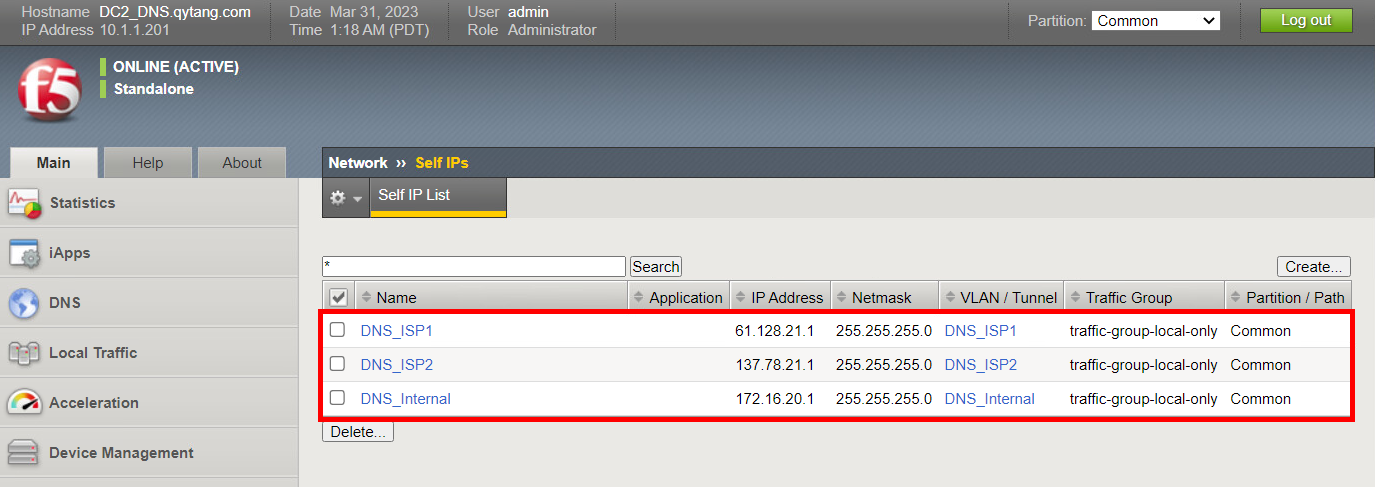 Hostname DC2_DNS.qytang.com Date Mar 31, 2023 User admin
IP Address 10.1.1.201 Time 1:18 AM (PDT) Role Administrator
Partition: Common Log out
f5
ONLINE (ACTIVE)
Standalone
Main Help About
Statistics
iApps
DNS
Local Traffic
Acceleration
Device Management
Network ›› Self IPs
Self IP List
* Search Create...
Name Application IP Address Netmask VLAN / Tunnel Traffic Group Partition / Path
DNS_ISP1 61.128.21.1 255.255.255.0 DNS_ISP1 traffic-group-local-only Common
DNS_ISP2 137.78.21.1 255.255.255.0 DNS_ISP2 traffic-group-local-only Common
DNS_Internal 172.16.20.1 255.255.255.0 DNS_Internal traffic-group-local-only Common
Delete...